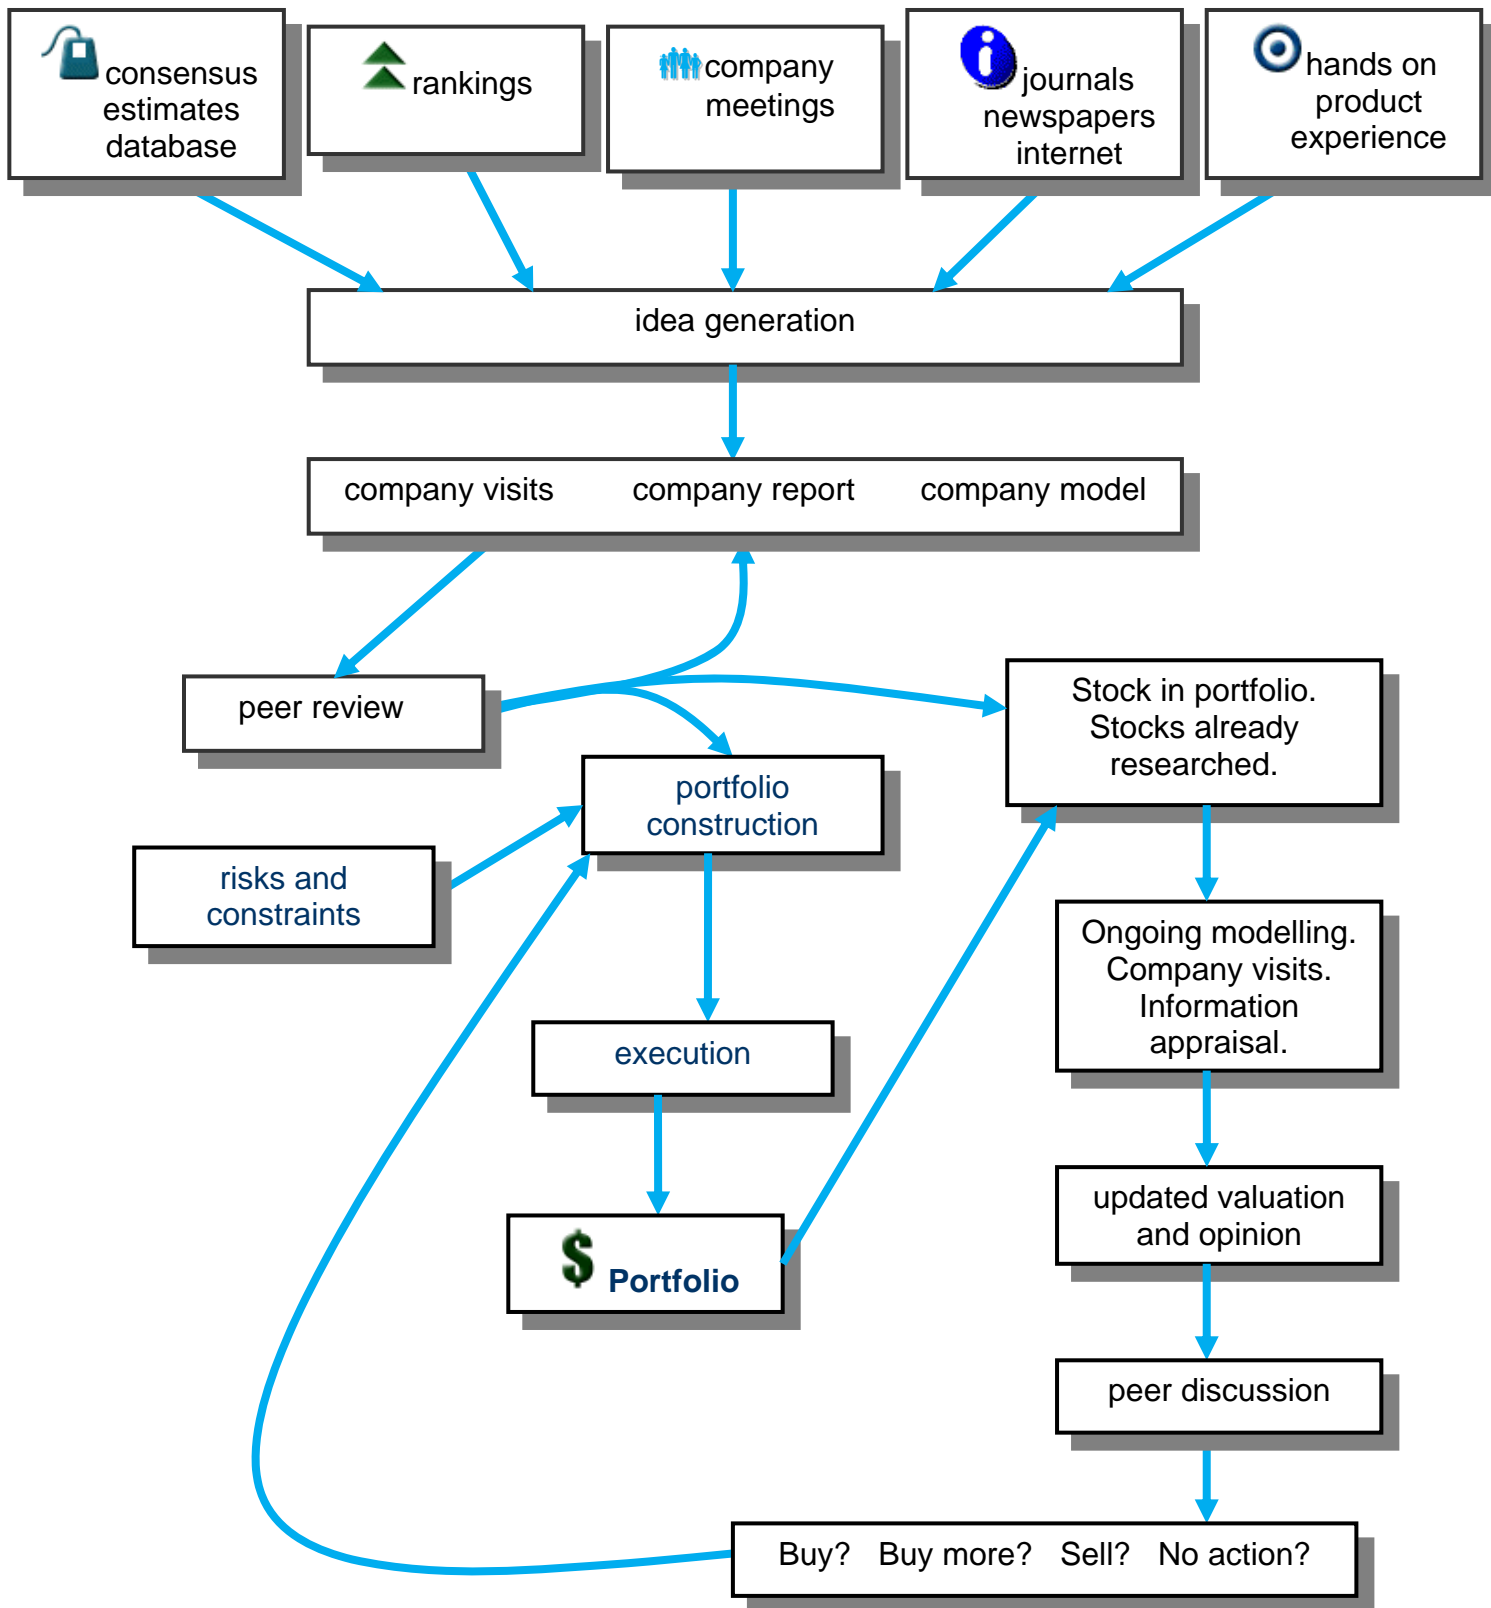 consensus
estimates
database
rankings
company
meetings
journals
newspapers
internet
hands on
product
experience
idea generation
company visits company report company model
peer review
Stock in portfolio.
Stocks already
researched.
portfolio
construction
risks and
constraints
Ongoing modelling.
Company visits.
Information
appraisal.
execution
updated valuation
and opinion
$ Portfolio
peer discussion
Buy? Buy more? Sell? No action?